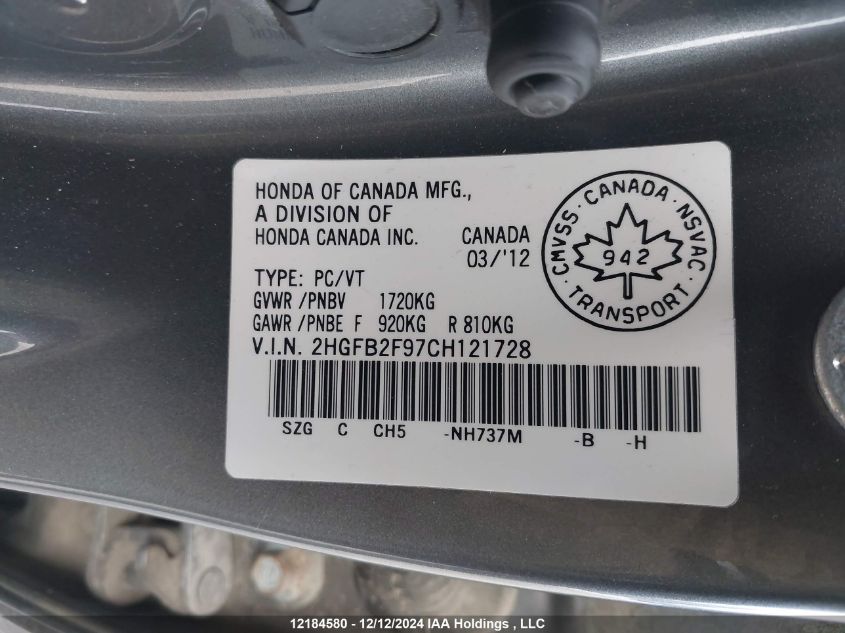 HONDA OF CANADA MFG.,
A DIVISION OF
HONDA CANADA INC. CANADA
03/'12
TYPE: PC/VT
GVWR /PNBV 1720KG
GAWR /PNBE F 920KG R 810KG
V.I.N. 2HGFB2F97CH121728
SZG C CH5 -NH737M -B -H
CMVSS · CANADA · NSVAC
942
· TRANSPORT ·
12184580 - 12/12/2024 IAA Holdings , LLC